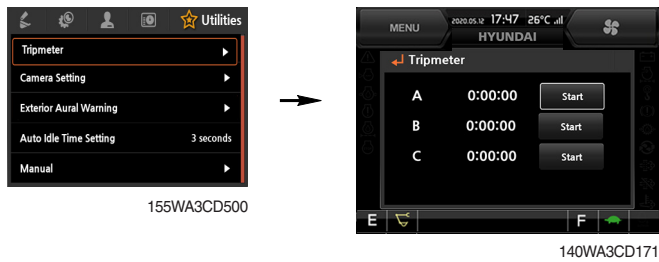 Utilities
Tripmeter
Camera Setting
Exterior Aural Warning
Auto Idle Time Setting 3 seconds
Manual
155WA3CD500
MENU 2020.05.12 17:47 26°C
HYUNDAI
Tripmeter
A 0:00:00 Start
B 0:00:00 Start
C 0:00:00 Start
E F
140WA3CD171